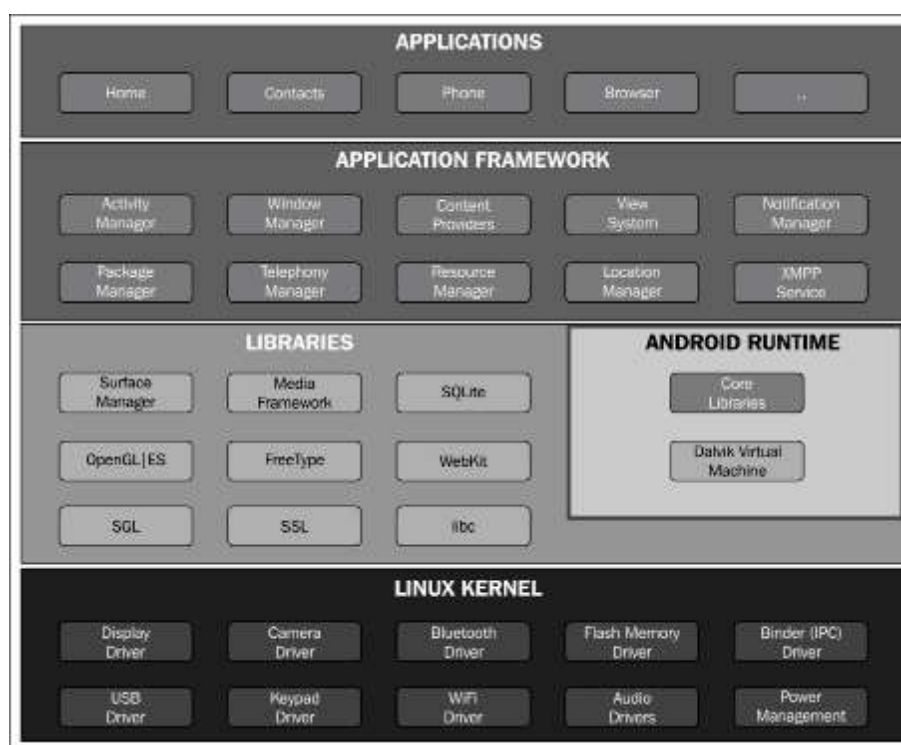 APPLICATIONS
Home
Contacts
Phone
Browser
..
APPLICATION FRAMEWORK
Activity
Manager
Window
Manager
Content
Providers
View
System
Notification
Manager
Package
Manager
Telephony
Manager
Resource
Manager
Location
Manager
XMPP
Service
LIBRARIES
Surface
Manager
Media
Framework
SQLite
OpenGL|ES
FreeType
WebKit
SGL
SSL
libc
ANDROID RUNTIME
Core
Libraries
Dalvik Virtual
Machine
LINUX KERNEL
Display
Driver
Camera
Driver
Bluetooth
Driver
Flash Memory
Driver
Binder (IPC)
Driver
USB
Driver
Keypad
Driver
WiFi
Driver
Audio
Drivers
Power
Management